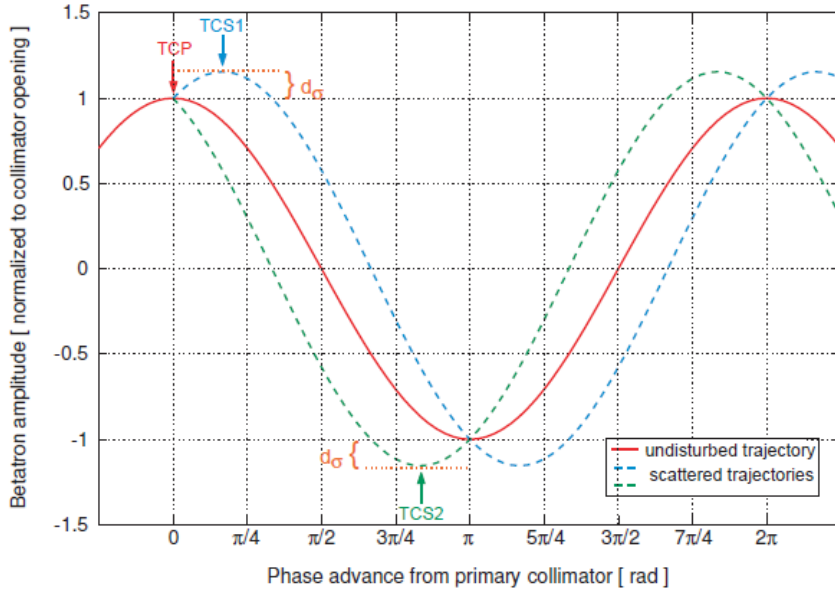 1.5
TCS1
TCP
d_σ
1
0.5
0
-0.5
-1
d_σ
undisturbed trajectory
scattered trajectories
TCS2
-1.5
0
π/4
π/2
3π/4
π
5π/4
3π/2
7π/4
2π
Phase advance from primary collimator [ rad ]
Betatron amplitude [ normalized to collimator opening ]